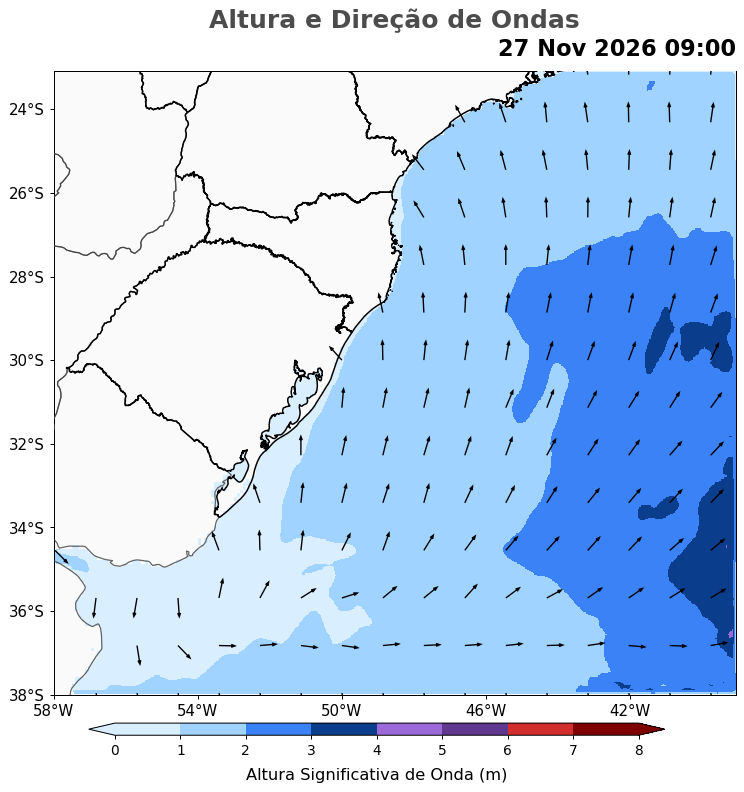 Altura e Direção de Ondas
27 Nov 2026 09:00
24°S
26°S
28°S
30°S
32°S
34°S
36°S
38°S
58°W 54°W 50°W 46°W 42°W
0 1 2 3 4 5 6 7 8
Altura Significativa de Onda (m)